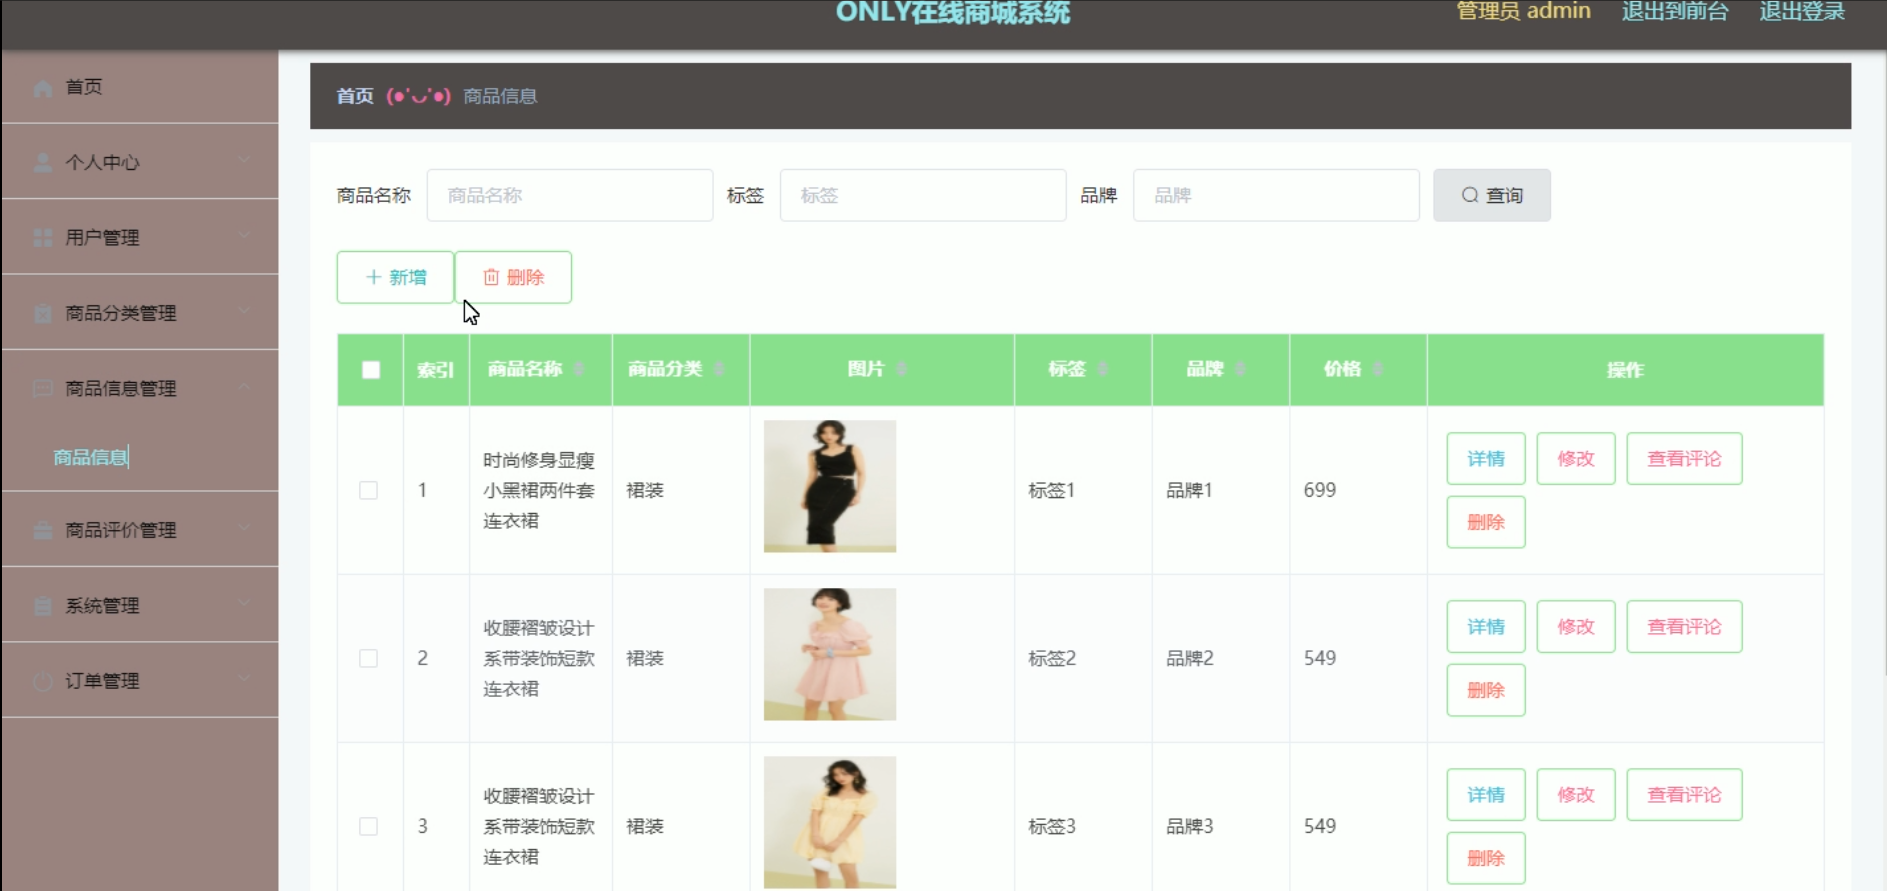 ONLY在线商城系统
管理员 admin 退出到前台 退出登录
首页
个人中心
用户管理
商品分类管理
商品信息管理
商品信息
商品评价管理
系统管理
订单管理
首页 (●'◡'●) 商品信息
商品名称 商品名称 标签 标签 品牌 品牌 查询
新增 删除
索引 商品名称 商品分类 图片 标签 品牌 价格 操作
1
时尚修身显瘦
小黑裙两件套
连衣裙
裙装 标签1 品牌1 699
详情 修改 查看评论
删除
2
收腰褶皱设计
系带装饰短款
连衣裙
裙装 标签2 品牌2 549
详情 修改 查看评论
删除
3
收腰褶皱设计
系带装饰短款
连衣裙
裙装 标签3 品牌3 549
详情 修改 查看评论
删除